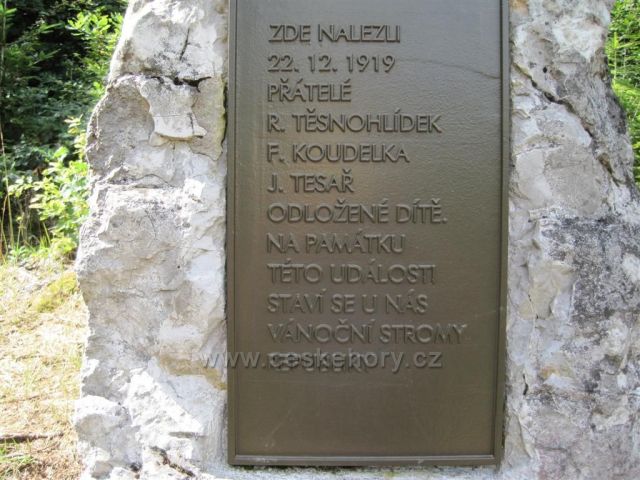 ZDE NALEZLI
22. 12. 1919
PŘÁTELÉ
R. TĚSNOHLÍDEK
F. KOUDELKA
J. TESAŘ
ODLOŽENÉ DÍTĚ.
NA PAMÁTKU
TÉTO UDÁLOSTI
STAVÍ SE U NÁS
VÁNOČNÍ STROMY
www.ceskehory.cz